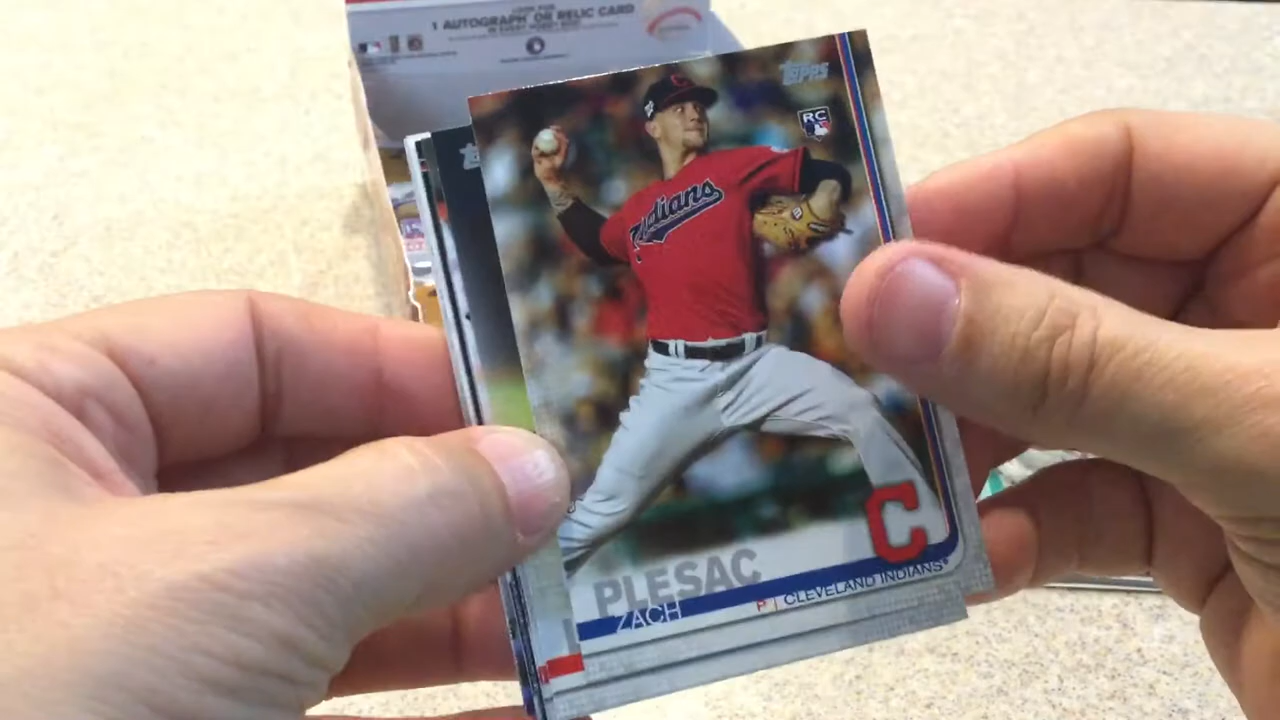 1 AUTOGRAPH OR RELIC CARD
TOPPS
RC
Indians
PLESAC
ZACH
P | CLEVELAND INDIANS
C